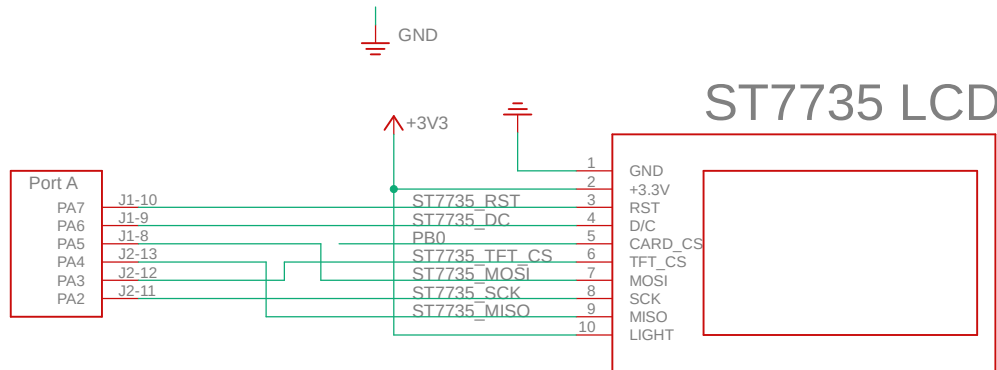 GND
+3V3
ST7735 LCD
Port A
PA7
PA6
PA5
PA4
PA3
PA2
J1-10
J1-9
J1-8
J2-13
J2-12
J2-11
ST7735_RST
ST7735_DC
PB0
ST7735_TFT_CS
ST7735_MOSI
ST7735_SCK
ST7735_MISO
1 GND
2 +3.3V
3 RST
4 D/C
5 CARD_CS
6 TFT_CS
7 MOSI
8 SCK
9 MISO
10 LIGHT